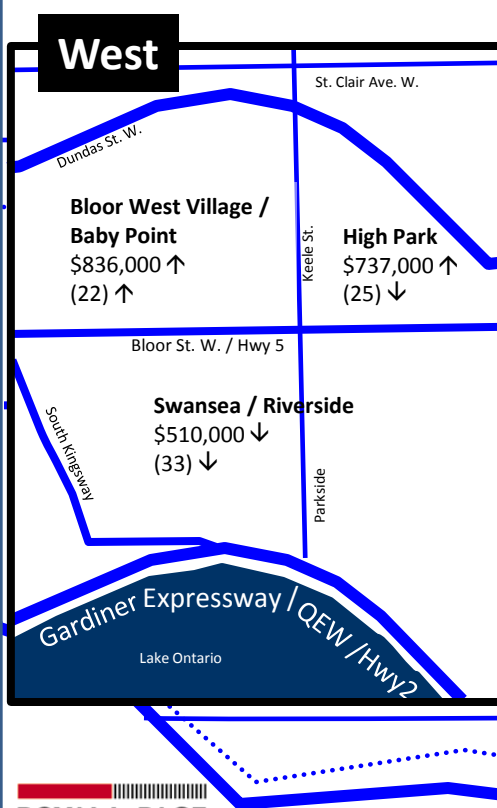 West
St. Clair Ave. W.
Dundas St. W.
Bloor West Village /
Baby Point
$836,000 ↑
(22) ↑
Keele St.
High Park
$737,000 ↑
(25) ↓
Bloor St. W. / Hwy 5
Swansea / Riverside
$510,000 ↓
(33) ↓
South Kingsway
Parkside
Gardiner Expressway / QEW /Hwy2
Lake Ontario